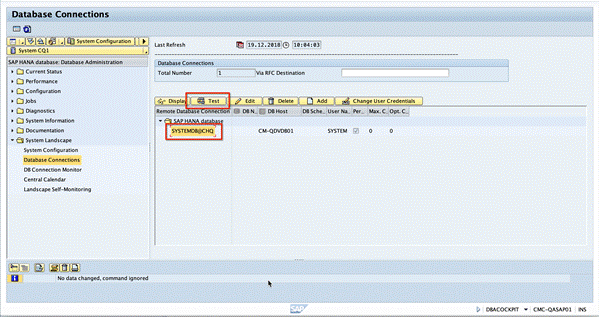 Database Connections
System Configuration
System CQ1
SAP HANA database: Database Administration
Current Status
Performance
Configuration
Jobs
Diagnostics
System Information
Documentation
System Landscape
System Configuration
Database Connections
DB Connection Monitor
Central Calendar
Landscape Self-Monitoring
Last Refresh 19.12.2018 10:04:03
Database Connections
Total Number 1 Via RFC Destination
Display Test Edit Delete Add Change User Credentials
Remote Database Connection DB N.. DB Host DB Sche.. User Na.. Per.. Max. C. Opt. C.
SAP HANA database
SYSTEMDB@CHQ CM-QDVDB01 SYSTEM 0 0
No data changed, command ignored
SAP
DBACOCKPIT CMC-QASAP01 INS